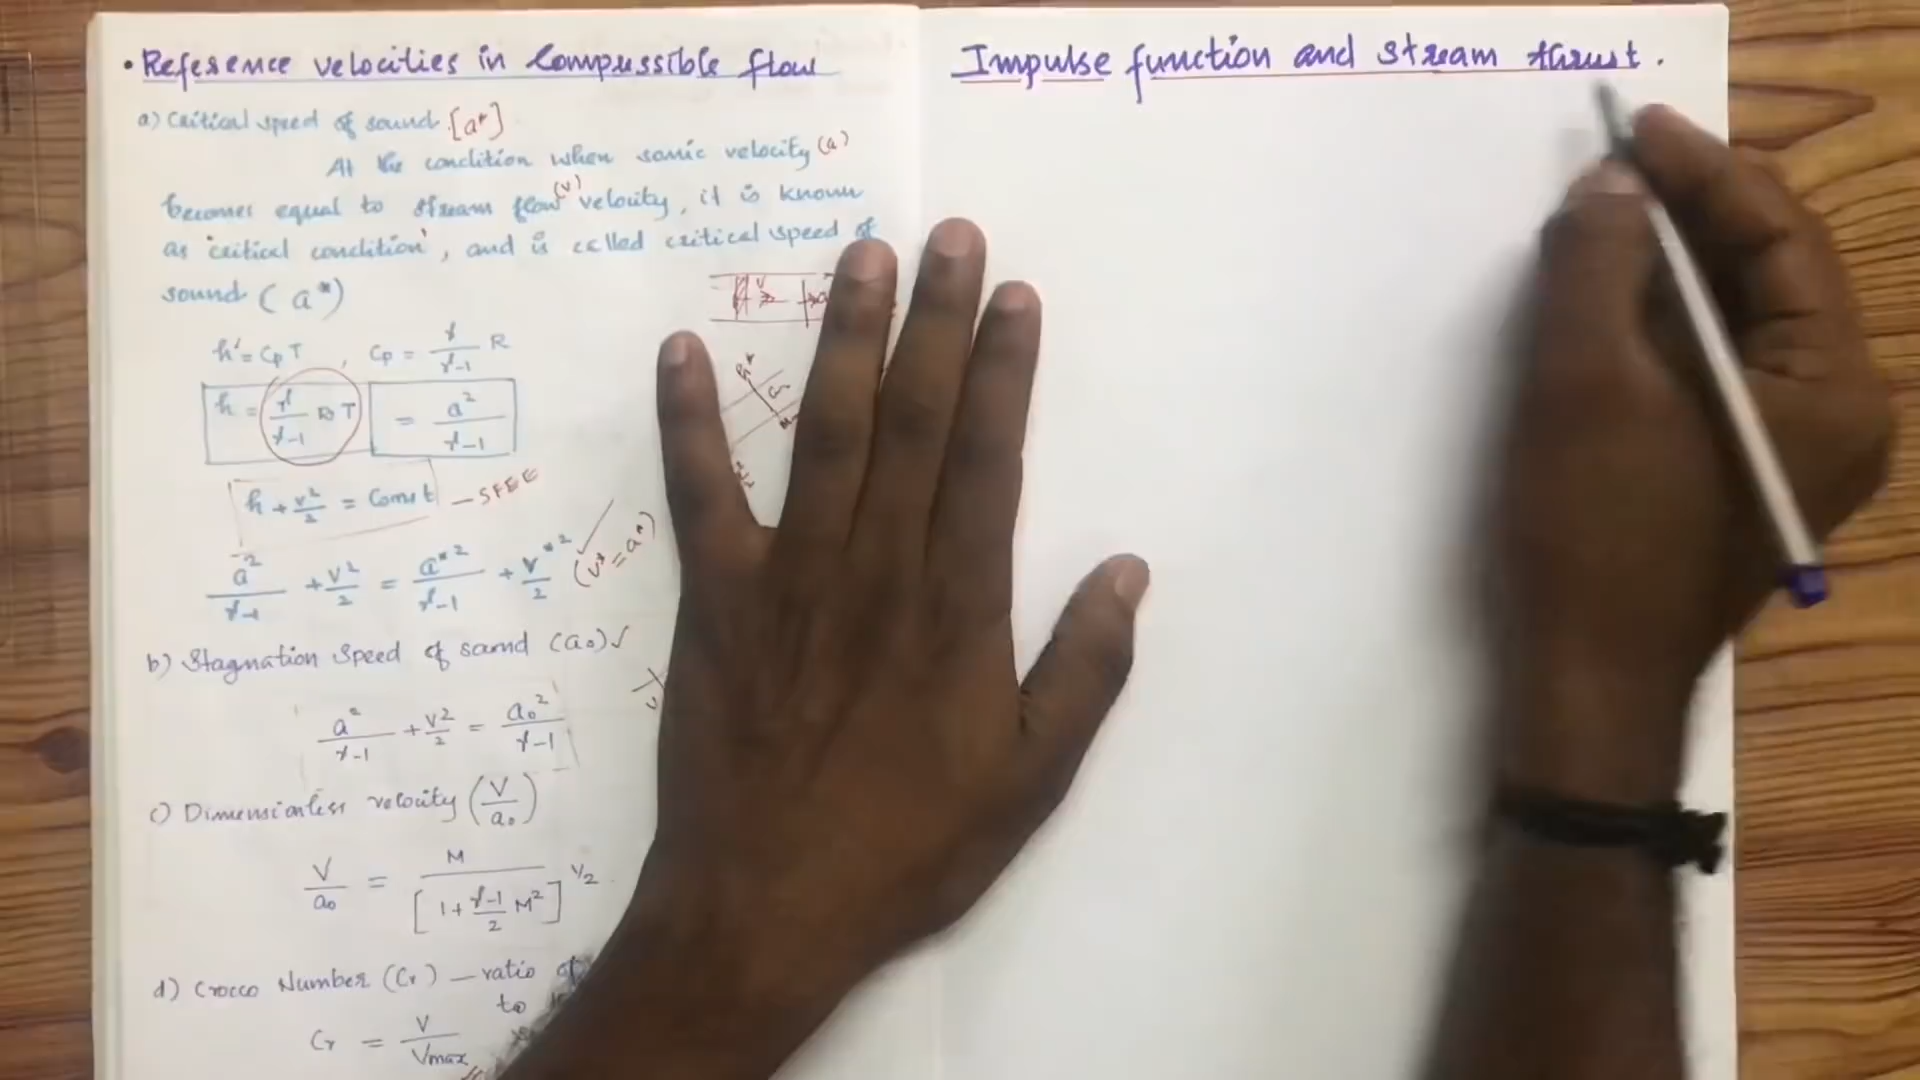 • Reference velocities in Compressible flow
a) Critical speed of sound [a*]
At the condition when sonic velocity (a)
becomes equal to stream flow (v) velocity, it is known
as 'critical condition', and is called critical speed of
sound (a*)
h = CpT , Cp = γ/γ-1 R
h = γ/γ-1 RT = a²/γ-1
h + v²/2 = Const — SFEE
a²/γ-1 + v²/2 = a*²/γ-1 + v*²/2 (v* = a*)
b) Stagnation Speed of sound (a₀) ✓
a²/γ-1 + v²/2 = a₀²/γ-1
c) Dimensionless velocity (V/a₀)
V/a₀ = M/[1 + γ-1/2 M²]^1/2
d) Crocco Number (Cr) — ratio of
to
Cr = V/Vmax
Impulse function and stream thrust.